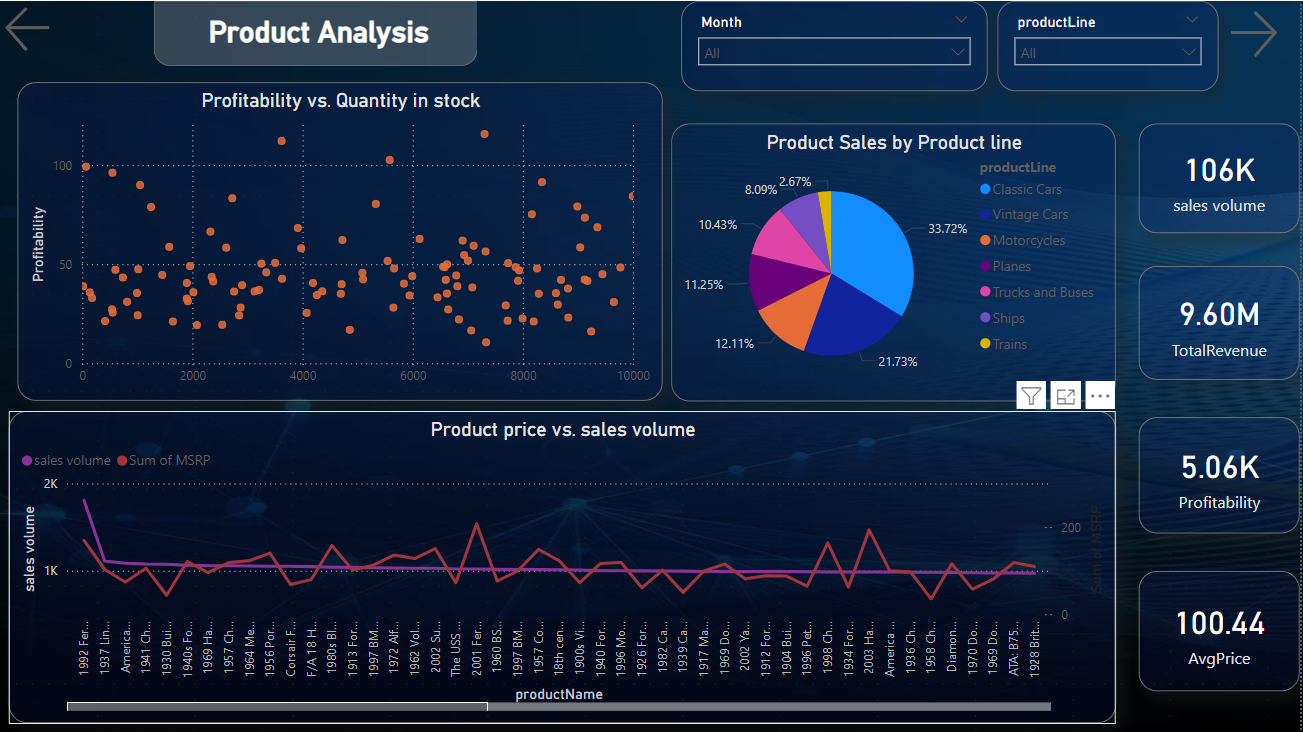 Product Analysis
Month
All
productLine
All
Profitability vs. Quantity in stock
Profitability
100
50
0
0 2000 4000 6000 8000 10000
Product Sales by Product line
productLine
Classic Cars
Vintage Cars
Motorcycles
Planes
Trucks and Buses
Ships
Trains
33.72%
21.73%
12.11%
11.25%
10.43%
8.09%
2.67%
106K
sales volume
9.60M
TotalRevenue
5.06K
Profitability
100.44
AvgPrice
Product price vs. sales volume
sales volume Sum of MSRP
sales volume
2K
1K
200
0
Sum of MSRP
1992 Fer...
1937 Lin...
America...
1941 Ch...
1930 Bui...
1940s Fo...
1969 Ha...
1957 Ch...
1964 Me...
1956 Por...
Corsair F...
F/A 18 H...
1980s Bl...
1913 For...
1997 BM...
1972 Alf...
1962 Vol...
2002 Su...
The USS ...
2001 Fer...
1960 BS...
1997 BM...
1957 Co...
18th cen...
1900s Vi...
1940 For...
1996 Mo...
1926 For...
1982 Ca...
1939 Ca...
1917 Ma...
1969 Do...
2002 Ya...
1912 For...
1904 Bui...
1996 Pet...
1998 Ch...
1934 For...
2003 Ha...
America ...
1936 Ch...
1958 Ch...
Diamon...
1970 Do...
1969 Do...
ATA: B75...
1928 Brit...
productName